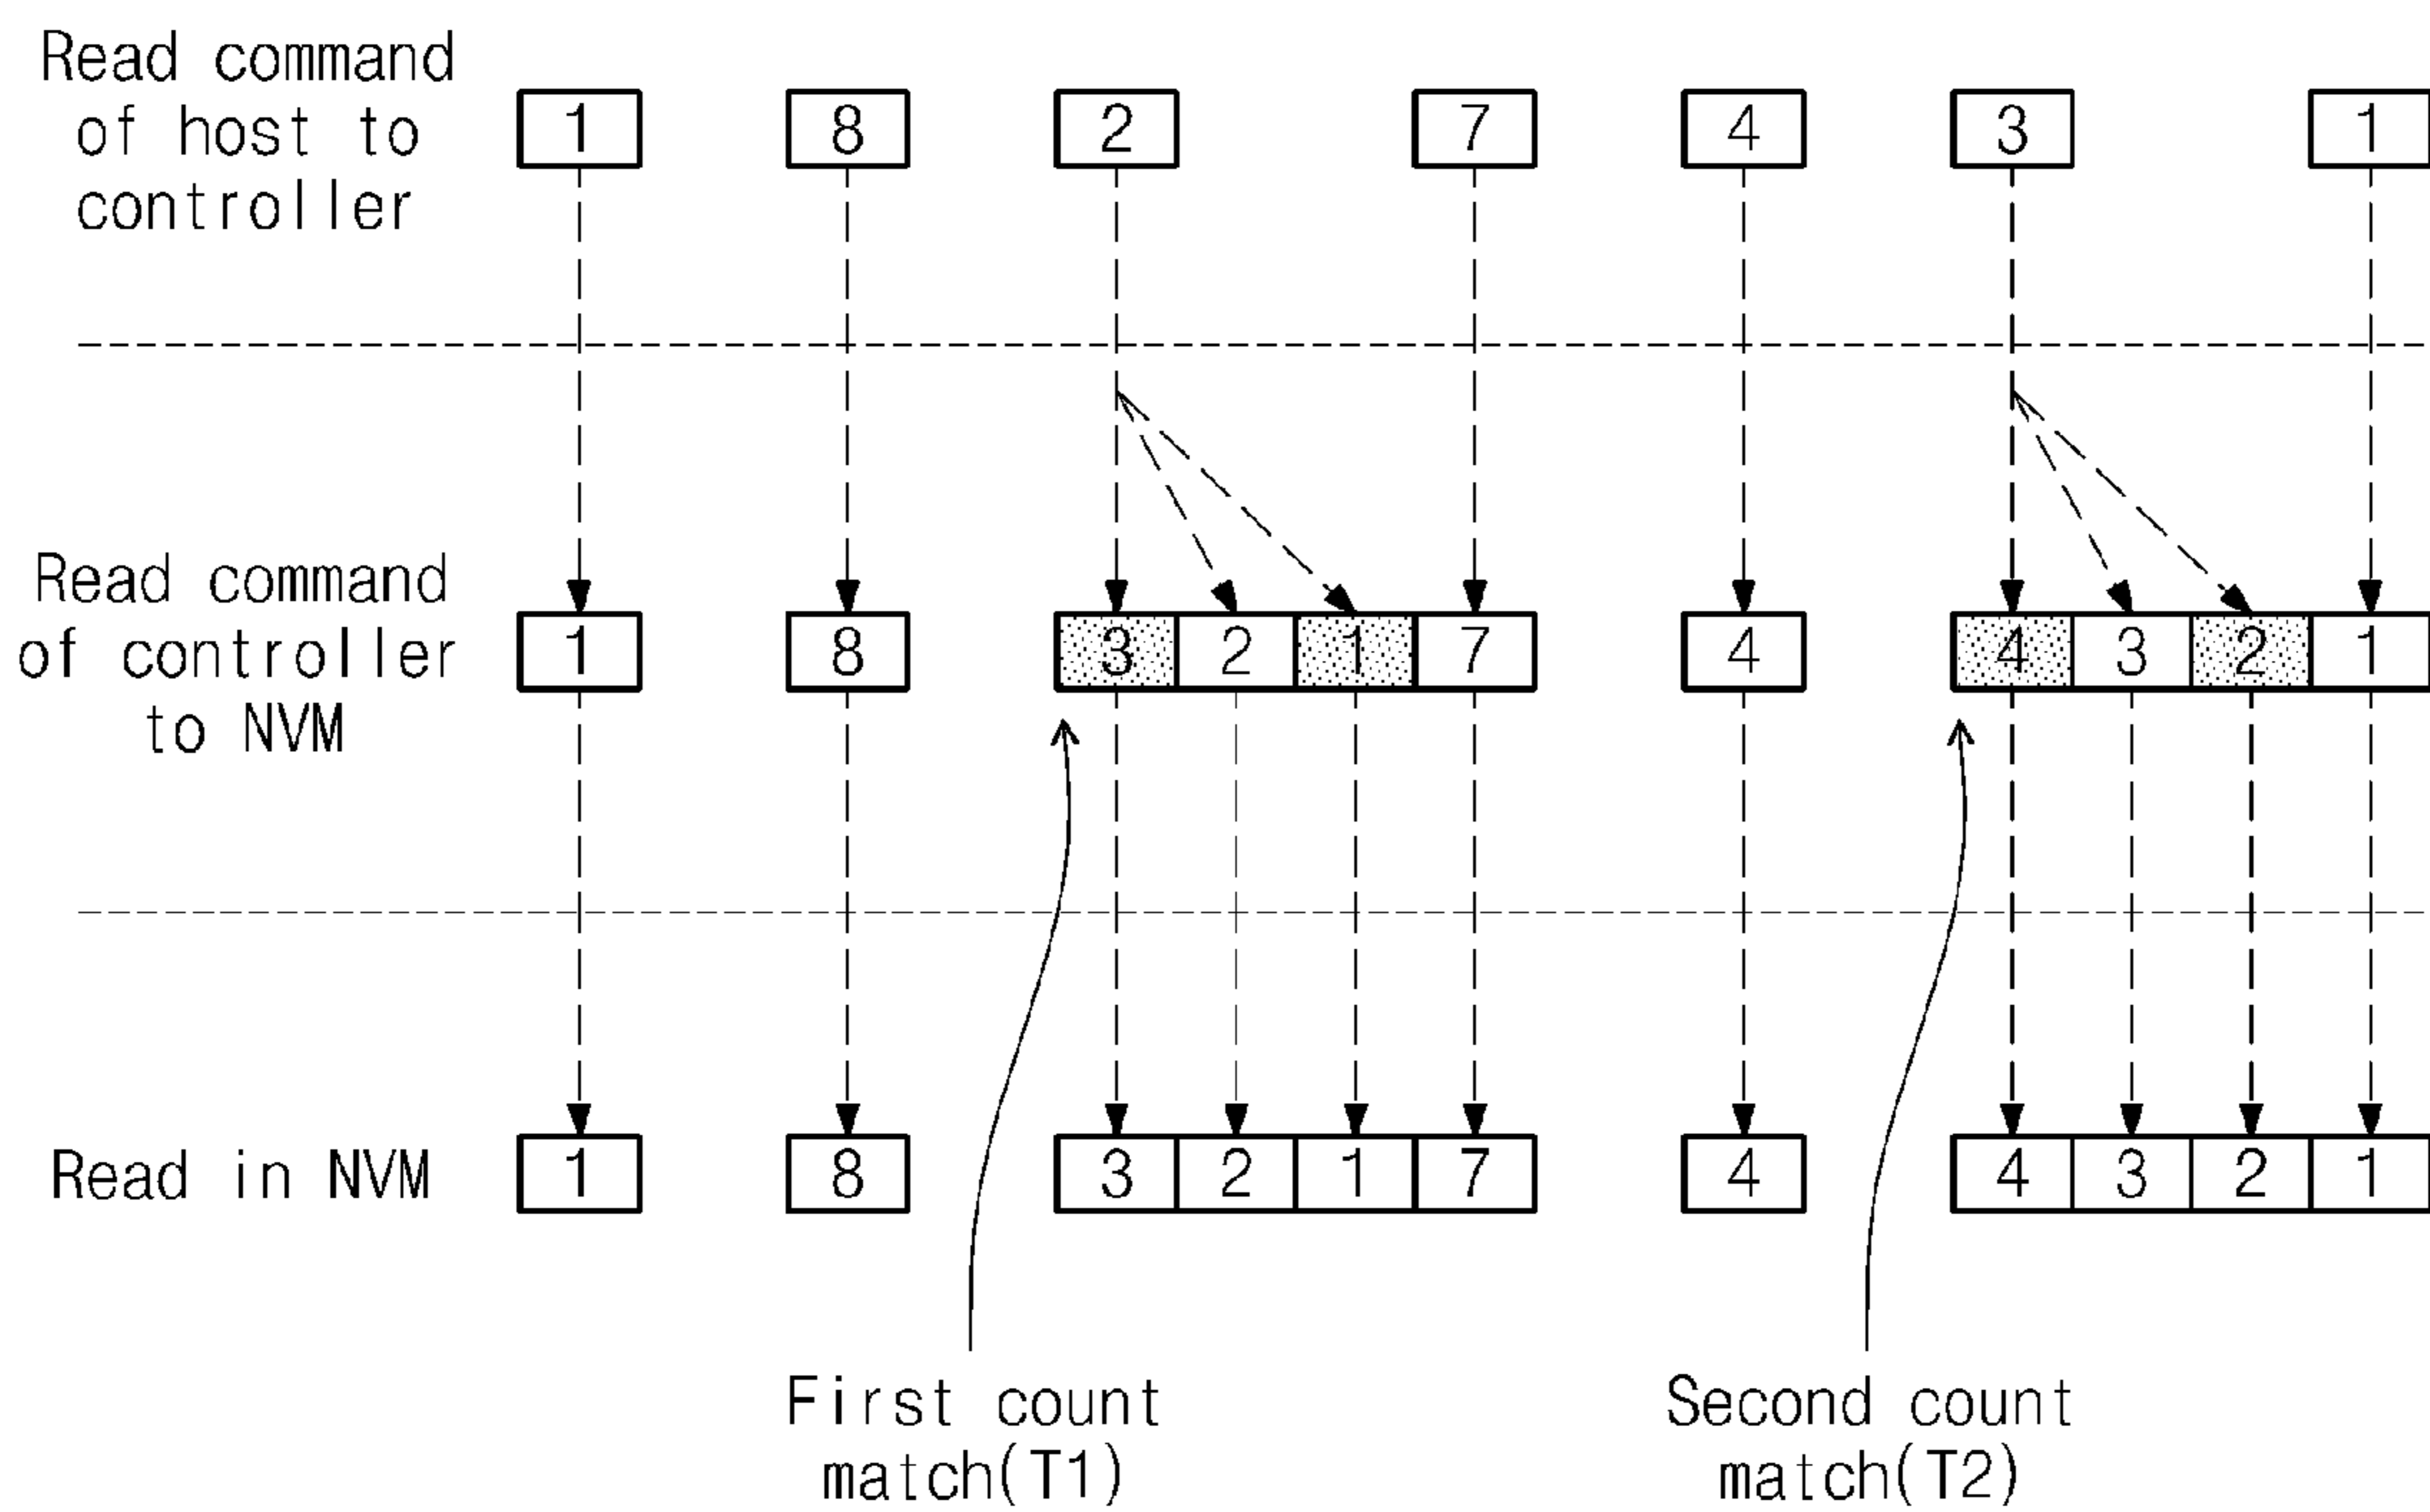 Read command
of host to
controller
1 8 2 7 4 3 1
Read command
of controller
to NVM
1 8 3 2 1 7 4 4 3 2 1
Read in NVM
1 8 3 2 1 7 4 4 3 2 1
First count
match(T1)
Second count
match(T2)